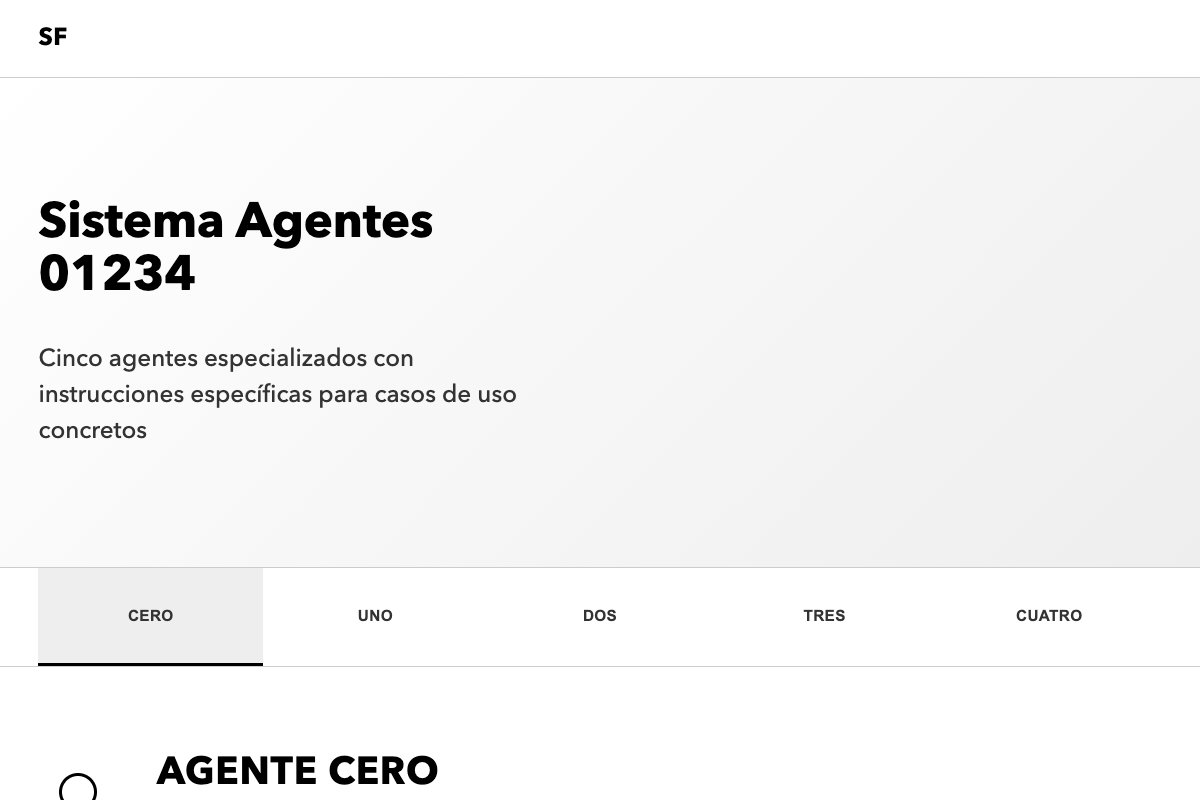 SF
Sistema Agentes
01234
Cinco agentes especializados con
instrucciones específicas para casos de uso
concretos
CERO
UNO
DOS
TRES
CUATRO
AGENTE CERO